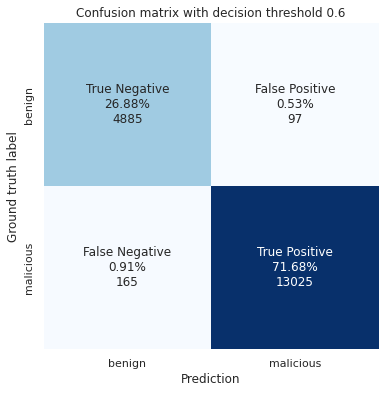 Confusion matrix with decision threshold 0.6
Ground truth label
benign
True Negative
26.88%
4885
False Positive
0.53%
97
malicious
False Negative
0.91%
165
True Positive
71.68%
13025
benign
malicious
Prediction